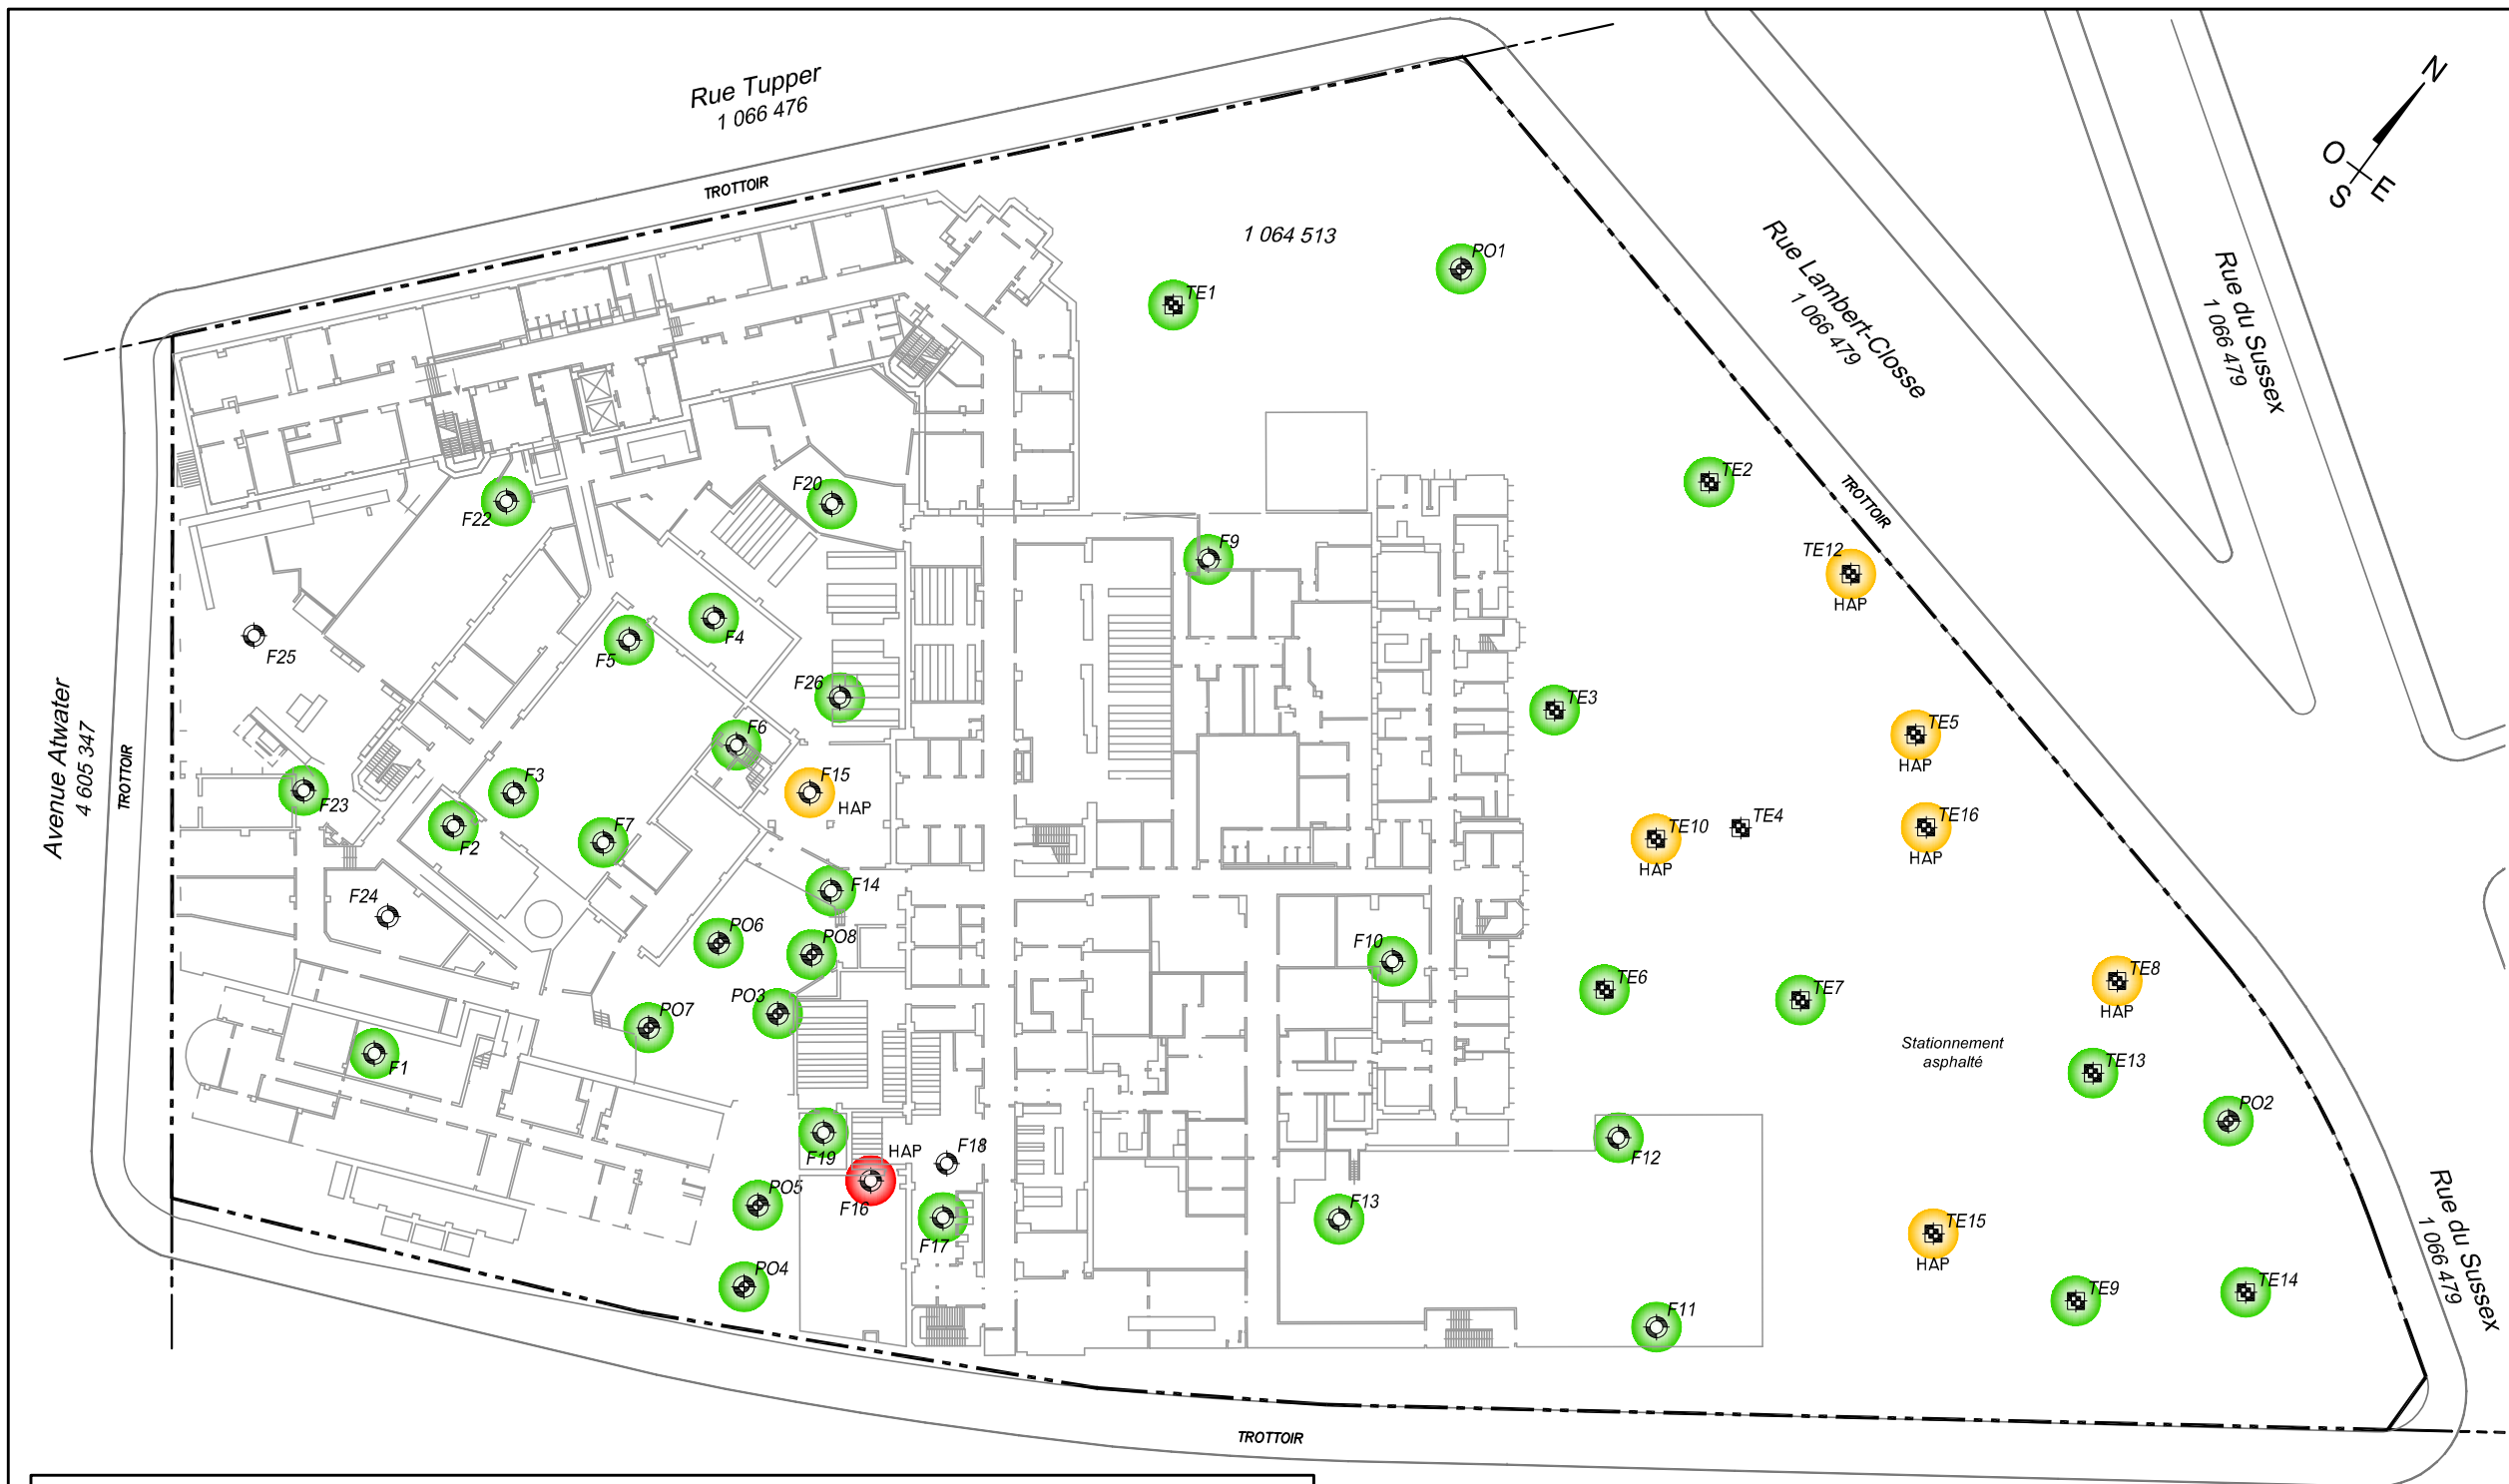 Rue Tupper
1 066 476
N
O
E
S
TROTTOIR
1 064 513
PO1
TE1
Rue Lambert-Closse
1 066 479
Rue du Sussex
1 066 479
TE2
TROTTOIR
F20
F22
F9
TE12
HAP
F4
F5
F25
F26
TE3
Avenue Atwater
4 605 347
TROTTOIR
F6
TE5
HAP
F15
HAP
F3
F23
F2
F7
TE10
HAP
TE4
TE16
HAP
F14
F24
PO6
PO8
F10
TE6
TE7
TE8
HAP
PO3
PO7
F1
Stationnement
asphalté
TE13
PO2
F19
HAP
F18
F12
F16
PO5
F17
F13
TE15
HAP
Rue du Sussex
1 066 479
PO4
F11
TE9
TE14
TROTTOIR